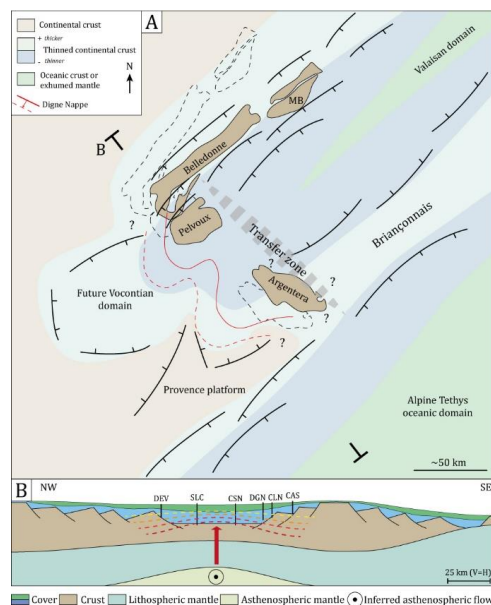 Continental crust
+ thicker
Thinned continental crust
- thinner
Oceanic crust or
exhumed mantle
N
Digne Nappe
A
B
MB
Valaisan domain
Belledonne
Pelvoux
?
Transfer zone
Briançonnais
?
?
Argentera
?
?
Future Vocontian
domain
?
Provence platform
Alpine Tethys
oceanic domain
~50 km
B
NW
SE
DEV
SLC
CSN
DGN
CLN
CAS
25 km (V=H)
Cover
Crust
Lithospheric mantle
Asthenospheric mantle
Inferred asthenospheric flow